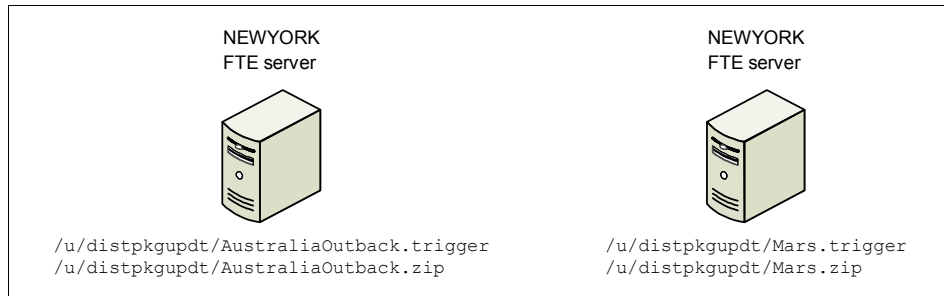 NEWYORK
FTE server
/u/distpkgupdt/AustraliaOutback.trigger
/u/distpkgupdt/AustraliaOutback.zip
NEWYORK
FTE server
/u/distpkgupdt/Mars.trigger
/u/distpkgupdt/Mars.zip